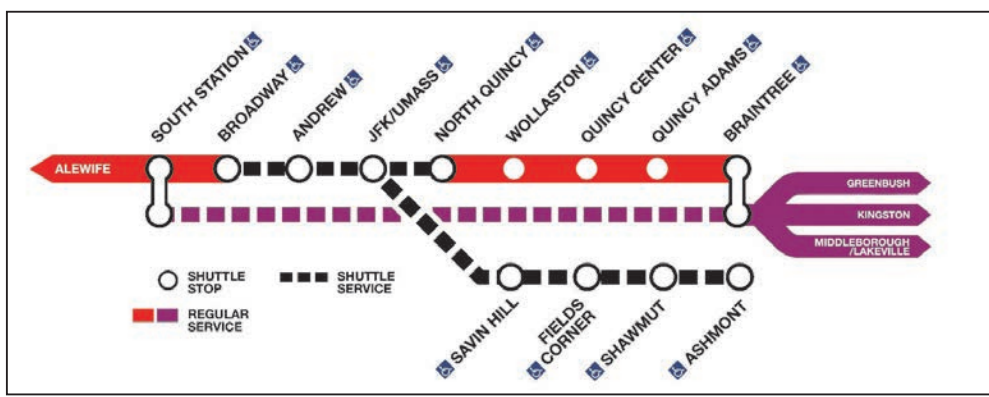 SOUTH STATION
BROADWAY
ANDREW
JFK/UMASS
NORTH QUINCY
WOLLASTON
QUINCY CENTER
QUINCY ADAMS
BRAINTREE
ALEWIFE
GREENBUSH
KINGSTON
MIDDLEBOROUGH
/LAKEVILLE
SHUTTLE
STOP
SHUTTLE
SERVICE
REGULAR
SERVICE
SAVIN HILL
FIELDS
CORNER
SHAWMUT
ASHMONT